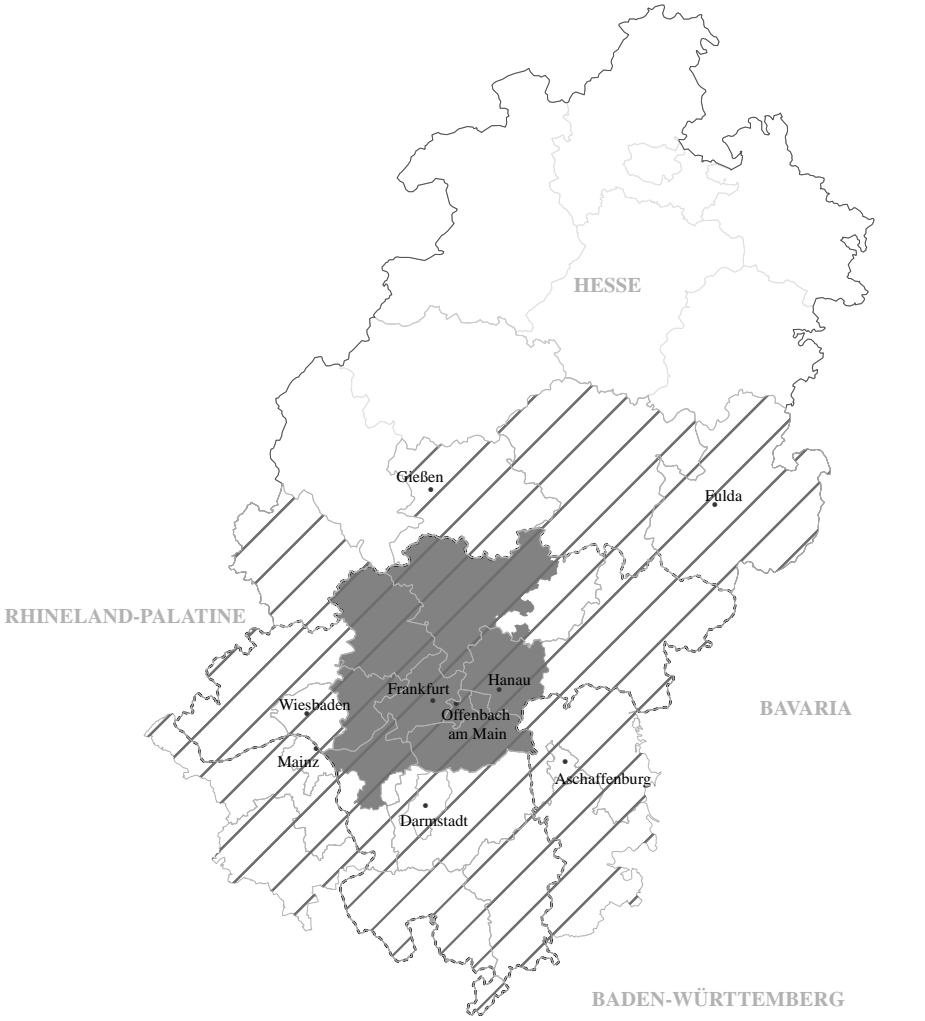 HESSE
Gießen
Fulda
RHINELAND-PALATINE
Hanau
Frankfurt
Wiesbaden
Offenbach
am Main
BAVARIA
Mainz
Aschaffenburg
Darmstadt
BADEN-WÜRTTEMBERG